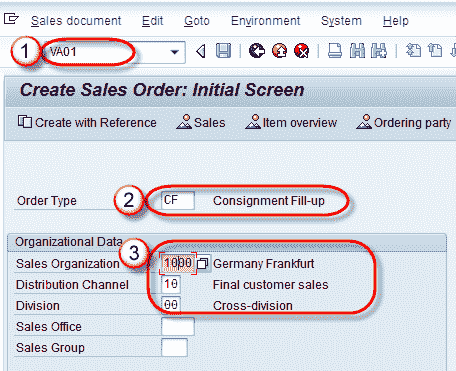 Sales document Edit Goto Environment System Help
1 VA01
Create Sales Order: Initial Screen
Create with Reference Sales Item overview Ordering party
Order Type 2 CF Consignment Fill-up
Organizational Data
3
Sales Organization 1000 Germany Frankfurt
Distribution Channel 10 Final customer sales
Division 00 Cross-division
Sales Office
Sales Group